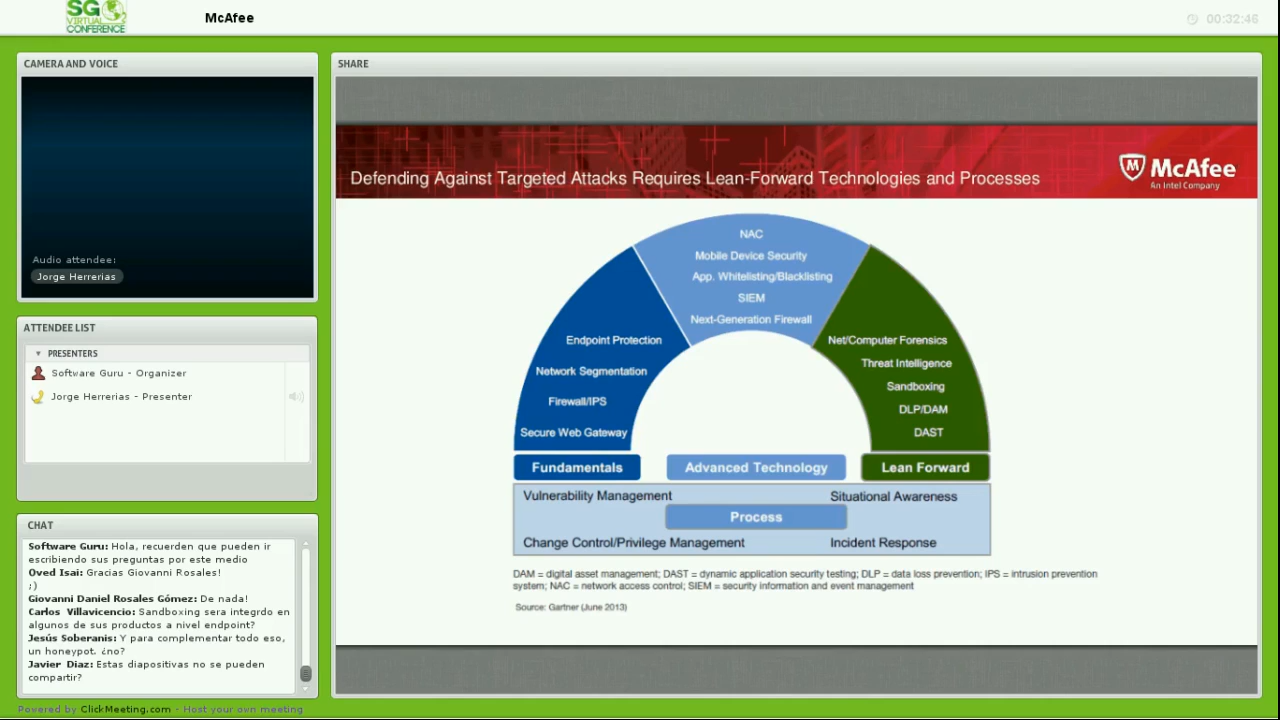 SG
VIRTUAL
CONFERENCE
McAfee
00:32:46
CAMERA AND VOICE
Audio attendee:
Jorge Herrerias
ATTENDEE LIST
PRESENTERS
Software Guru - Organizer
Jorge Herrerias - Presenter
CHAT
Software Guru: Hola, recuerden que pueden ir
escribiendo sus preguntas por este medio
Oved Isai: Gracias Giovanni Rosales!
;)
Giovanni Daniel Rosales Gómez: De nada!
Carlos Villavicencio: Sandboxing sera integrdo en
algunos de sus productos a nivel endpoint?
Jesús Soberanis: Y para complementar todo eso,
un honeypot. ¿no?
Javier Diaz: Estas diapositivas no se pueden
compartir?
Powered by ClickMeeting.com - Host your own meeting
SHARE
Defending Against Targeted Attacks Requires Lean-Forward Technologies and Processes
McAfee
An Intel Company
NAC
Mobile Device Security
App. Whitelisting/Blacklisting
SIEM
Next-Generation Firewall
Endpoint Protection
Network Segmentation
Firewall/IPS
Secure Web Gateway
Net/Computer Forensics
Threat Intelligence
Sandboxing
DLP/DAM
DAST
Fundamentals
Advanced Technology
Lean Forward
Vulnerability Management
Situational Awareness
Process
Change Control/Privilege Management
Incident Response
DAM = digital asset management; DAST = dynamic application security testing; DLP = data loss prevention; IPS = intrusion prevention
system; NAC = network access control; SIEM = security information and event management
Source: Gartner (June 2013)